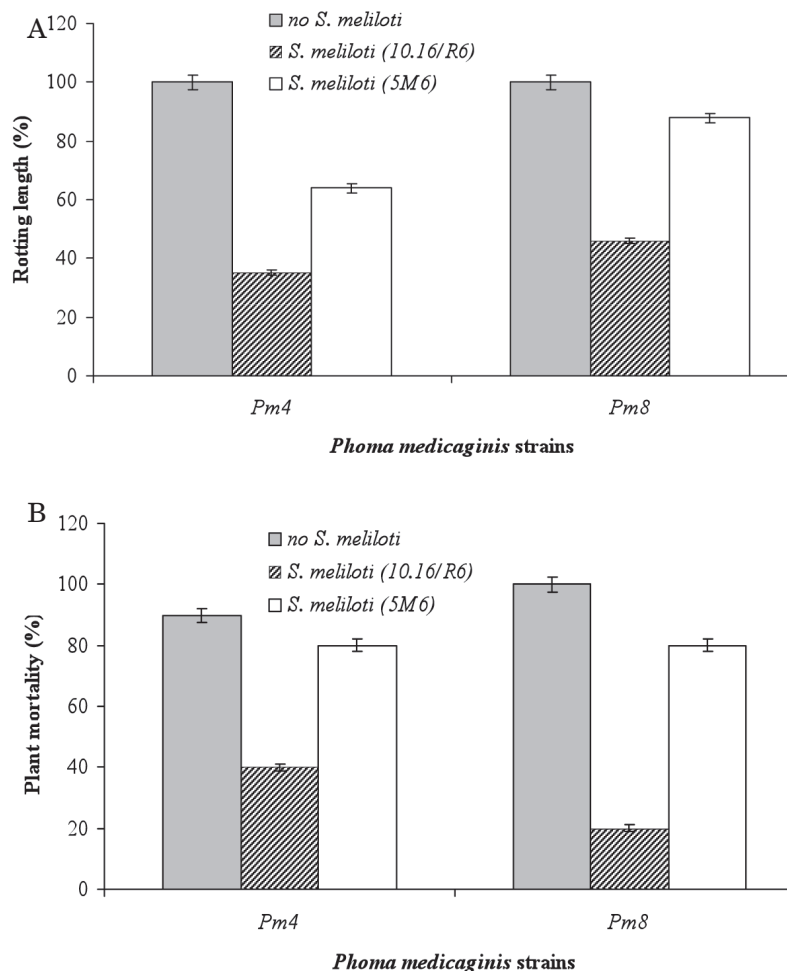 A
120
100
80
60
40
20
0
Rotting length (%)
no S. meliloti
S. meliloti (10.16/R6)
S. meliloti (5M6)
Pm4
Pm8
Phoma medicaginis strains
B
120
100
80
60
40
20
0
Plant mortality (%)
no S. meliloti
S. meliloti (10.16/R6)
S. meliloti (5M6)
Pm4
Pm8
Phoma medicaginis strains